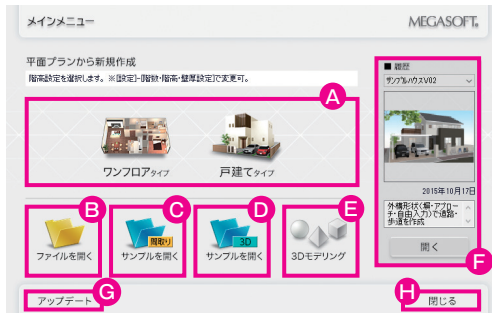 メインメニュー
MEGASOFT.
平面プランから新規作成
階高設定を選択します。※[設定]-[階数・階高・壁厚設定]で変更可。
A
ワンフロアタイプ
戸建てタイプ
B
ファイルを開く
C
間取り
サンプルを開く
D
3D
サンプルを開く
E
3Dモデリング
■ 履歴
サンプルハウスV02
2015年10月17日
外構形状(塀・アプロー
チ・自由入力)で道路・
歩道を作成
開く
F
G
アップデート
H
閉じる